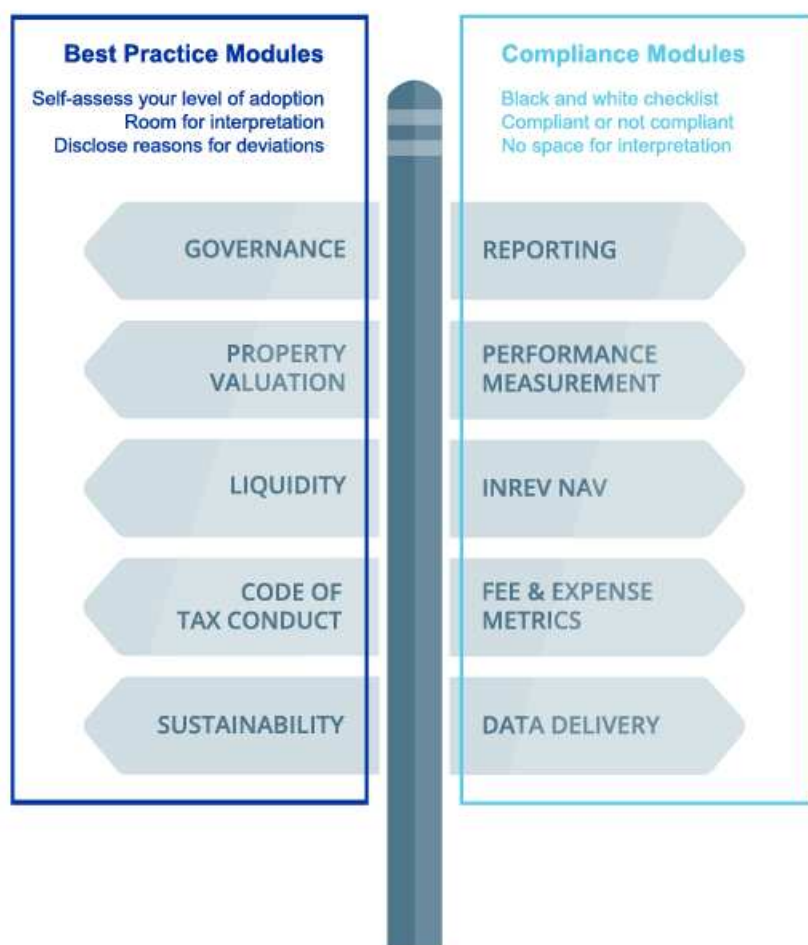 Best Practice Modules
Self-assess your level of adoption
Room for interpretation
Disclose reasons for deviations
GOVERNANCE
PROPERTY
VALUATION
LIQUIDITY
CODE OF
TAX CONDUCT
SUSTAINABILITY
Compliance Modules
Black and white checklist
Compliant or not compliant
No space for interpretation
REPORTING
PERFORMANCE
MEASUREMENT
INREV NAV
FEE & EXPENSE
METRICS
DATA DELIVERY